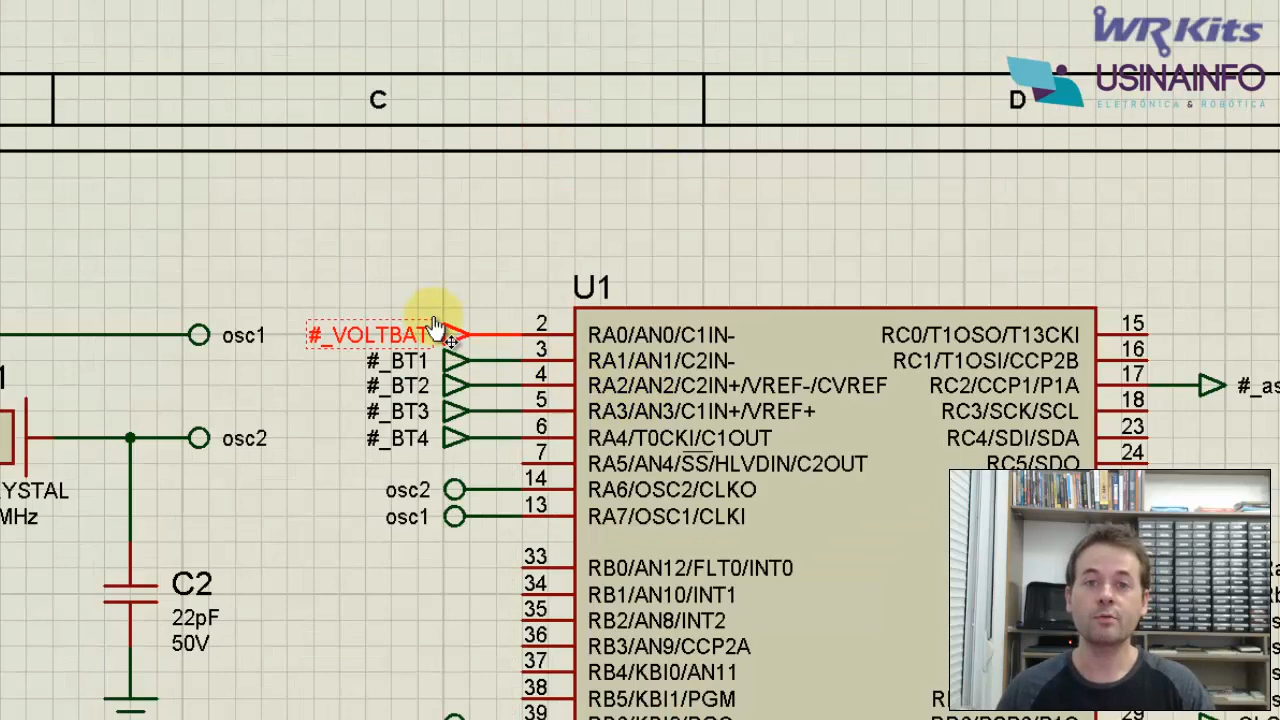 WRKits
USINAINFO
ELETRÔNICA & ROBÓTICA
C
D
U1
osc1
osc2
#_VOLTBAT
#_BT1
#_BT2
#_BT3
#_BT4
osc2
osc1
2
3
4
5
6
7
14
13
33
34
35
36
37
38
39
RA0/AN0/C1IN-
RA1/AN1/C2IN-
RA2/AN2/C2IN+/VREF-/CVREF
RA3/AN3/C1IN+/VREF+
RA4/T0CKI/C1OUT
RA5/AN4/SS/HLVDIN/C2OUT
RA6/OSC2/CLKO
RA7/OSC1/CLKI
RB0/AN12/FLT0/INT0
RB1/AN10/INT1
RB2/AN8/INT2
RB3/AN9/CCP2A
RB4/KBI0/AN11
RB5/KBI1/PGM
RC0/T1OSO/T13CKI
RC1/T1OSI/CCP2B
RC2/CCP1/P1A
RC3/SCK/SCL
RC4/SDI/SDA
RC5/SDO
15
16
17
18
23
24
29
#_as
YSTAL
MHz
C2
22pF
50V